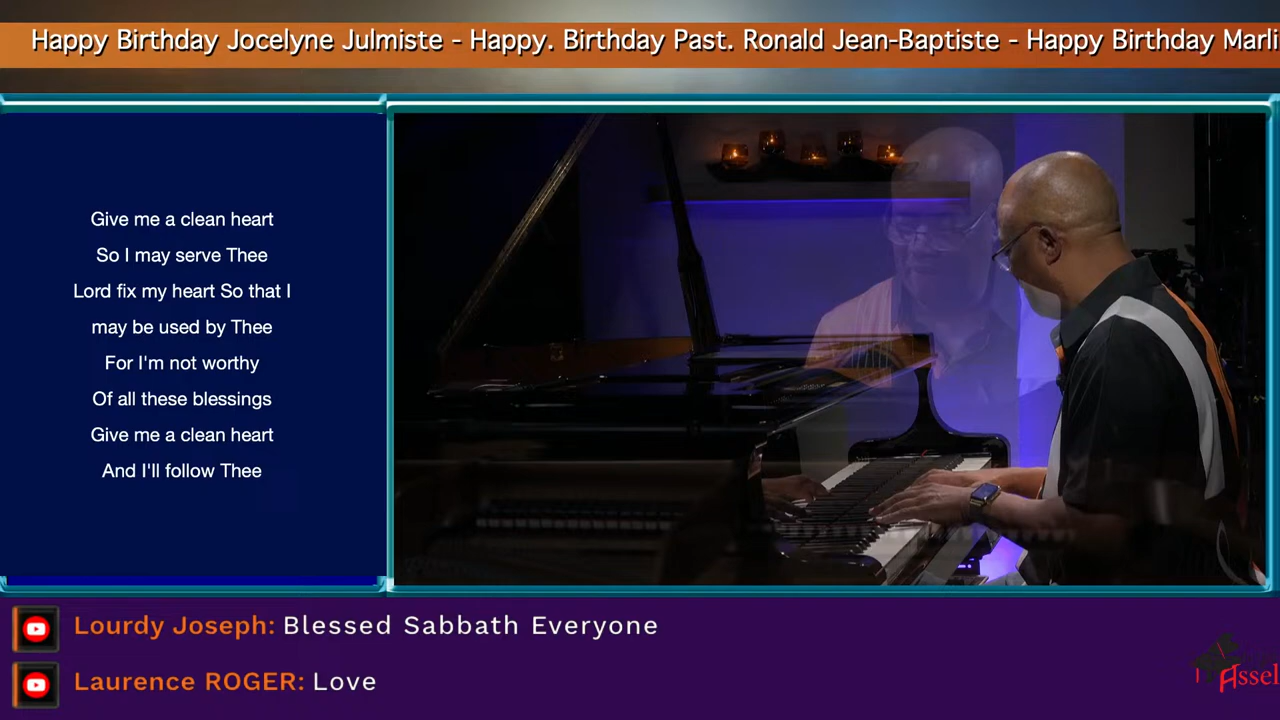 Happy Birthday Jocelyne Julmiste - Happy. Birthday Past. Ronald Jean-Baptiste - Happy Birthday
Give me a clean heart
So I may serve Thee
Lord fix my heart So that I
may be used by Thee
For I'm not worthy
Of all these blessings
Give me a clean heart
And I'll follow Thee
Lourdy Joseph: Blessed Sabbath Everyone
Laurence ROGER: Love